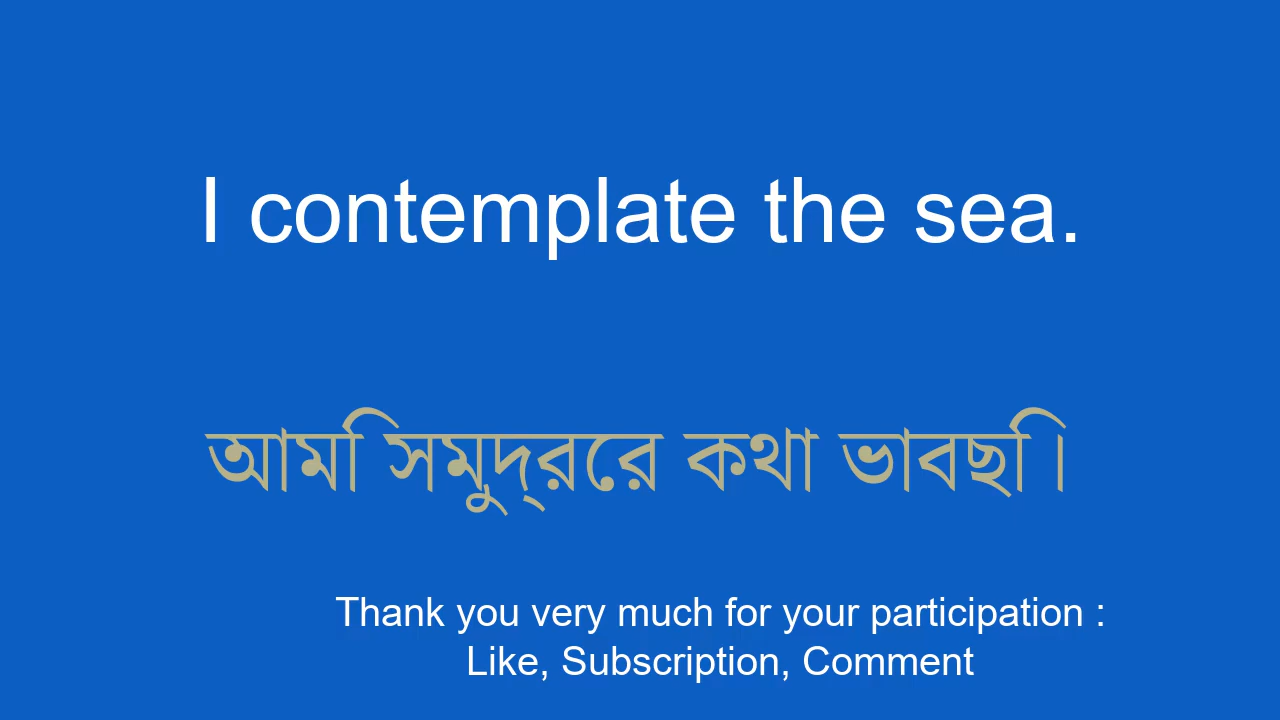 I contemplate the sea.
আমি সমুদ্রের কথা ভাবছি।
Thank you very much for your participation :
Like, Subscription, Comment